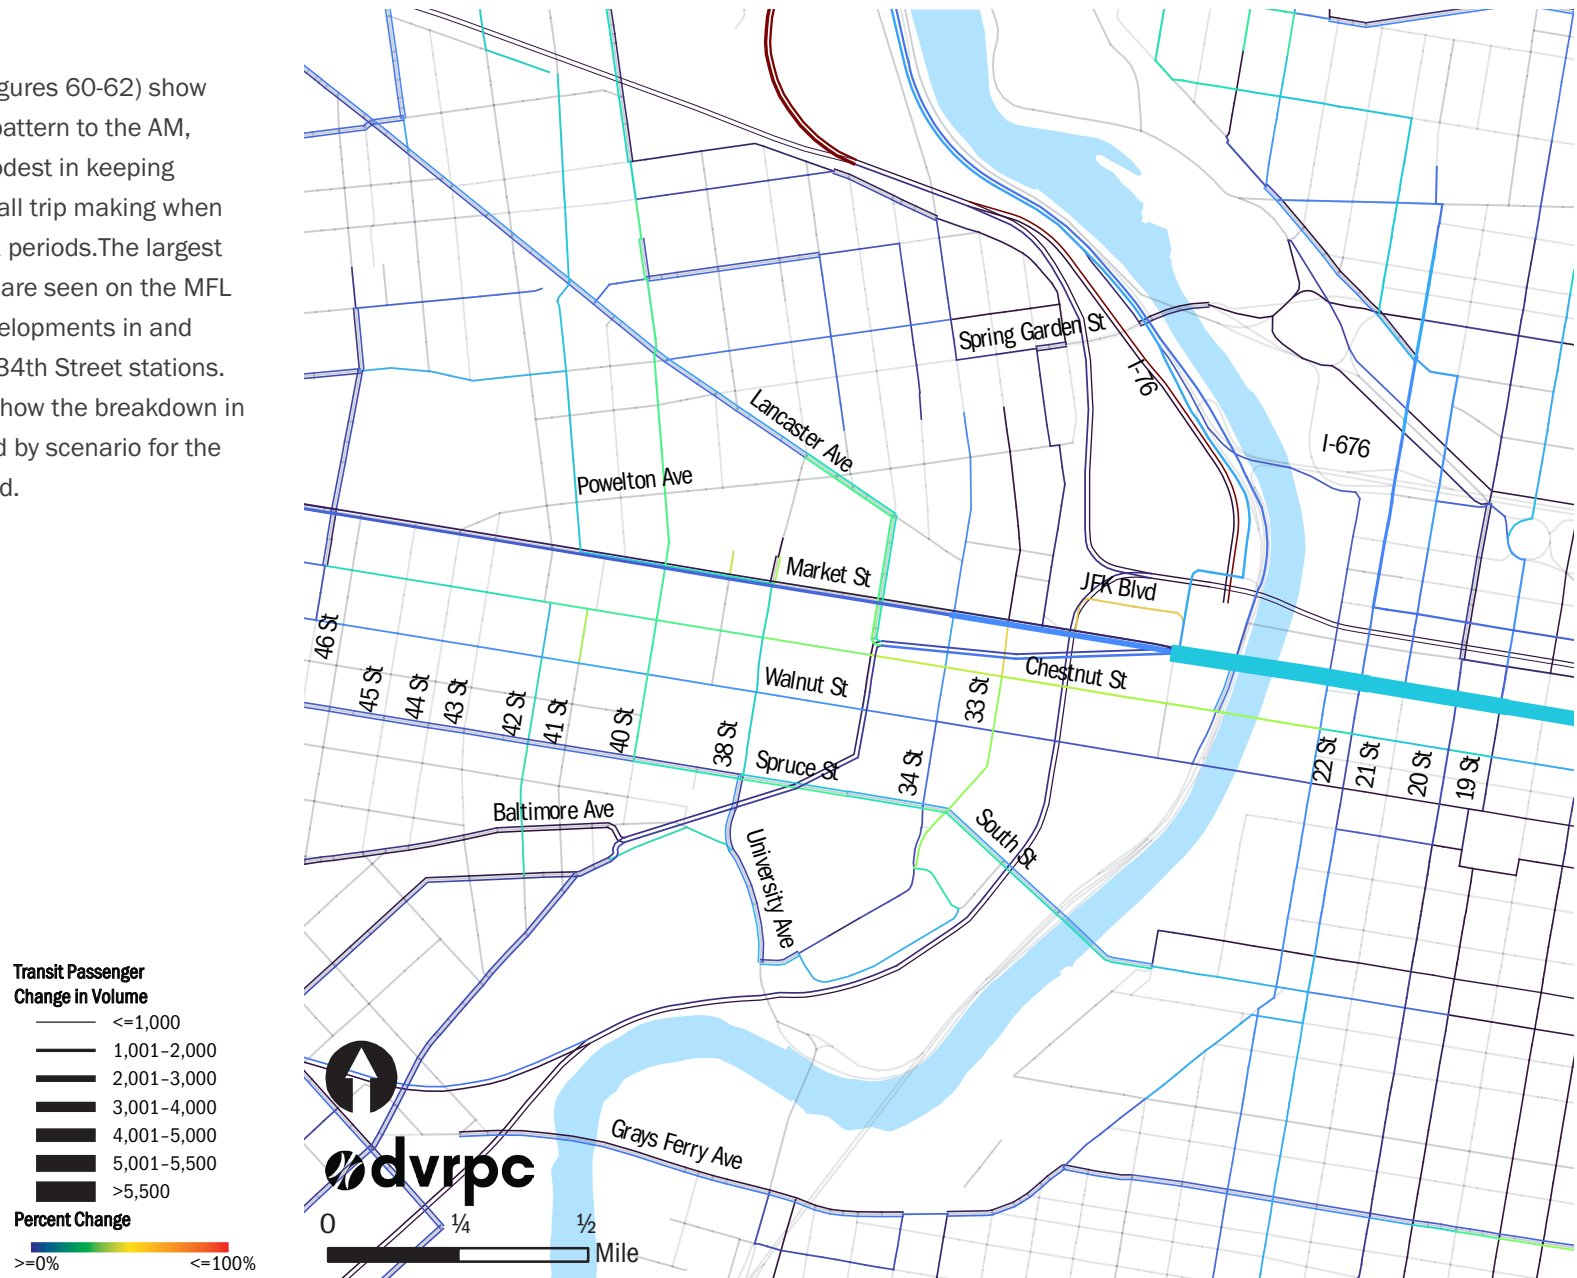 gures 60-62) show
pattern to the AM,
odest in keeping
all trip making when
periods.The largest
are seen on the MFL
elopments in and
34th Street stations.
how the breakdown in
d by scenario for the
d.
Spring Garden St
I-76
I-676
Lancaster Ave
Powelton Ave
Market St
JFK Blvd
Chestnut St
Walnut St
46 St
45 St
44 St
43 St
42 St
41 St
40 St
38 St
34 St
33 St
22 St
21 St
20 St
19 St
Spruce St
Baltimore Ave
South St
University Ave
Grays Ferry Ave
Transit Passenger
Change in Volume
<=1,000
1,001-2,000
2,001-3,000
3,001-4,000
4,001-5,000
5,001-5,500
>5,500
Percent Change
>=0% <=100%
dvrpc
0 ¼ ½
Mile